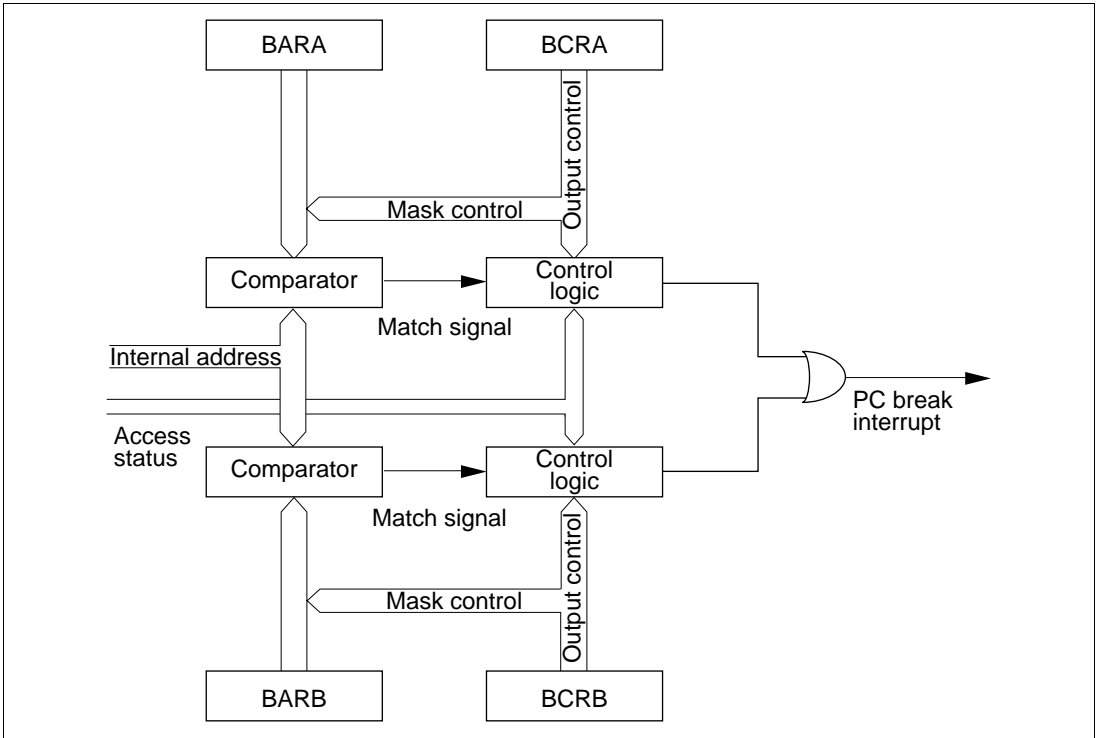 BARA
BCRA
Output control
Mask control
Comparator
Control
logic
Match signal
Internal address
Access
status
PC break
interrupt
Comparator
Control
logic
Match signal
Output control
Mask control
BARB
BCRB